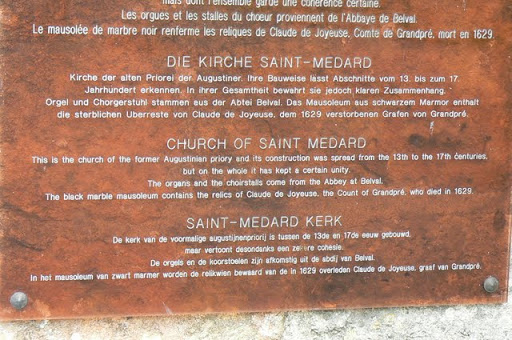 mais dont l'ensemble garde une cohérence certaine.
Les orgues et les stalles du choeur proviennent de l'Abbaye de Belval.
Le mausolée de marbre noir renferme les reliques de Claude de Joyeuse, Comte de Grandpré, mort en 1629.
DIE KIRCHE SAINT-MEDARD
Kirche der alten Priorei der Augustiner. Ihre Bauweise lässt Abschnitte vom 13. bis zum 17.
Jahrhundert erkennen. In ihrer Gesamtheit bewahrt sie jedoch klaren Zusammenhang.
Orgel und Chorgerstuhl stammen aus der Abtei Belval. Das Mausoleum aus schwarzem Marmor enthält
die sterblichen Uberreste von Claude de Joyeuse, dem 1629 verstorbenen Grafen von Grandpré.
CHURCH OF SAINT MEDARD
This is the church of the former Augustinian priory and its construction was spread from the 13th to the 17th centuries,
but on the whole it has kept a certain unity.
The organs and the choirstalls come from the Abbey at Belval.
The black marble mausoleum contains the relics of Claude de Joyeuse, the Count of Grandpré, who died in 1629.
SAINT-MEDARD KERK
De kerk van de voormalige augustijnenpriorij is tussen de 13de en 17de eeuw gebouwd,
maar vertoont desondanks een zekere cohesie.
De orgels en de koorstoelen zijn afkomstig uit de abdij van Belval.
In het mausoleum van zwart marmer worden de relikwien bewaard van de in 1629 overleden Claude de Joyeuse, graaf van Grandpré.